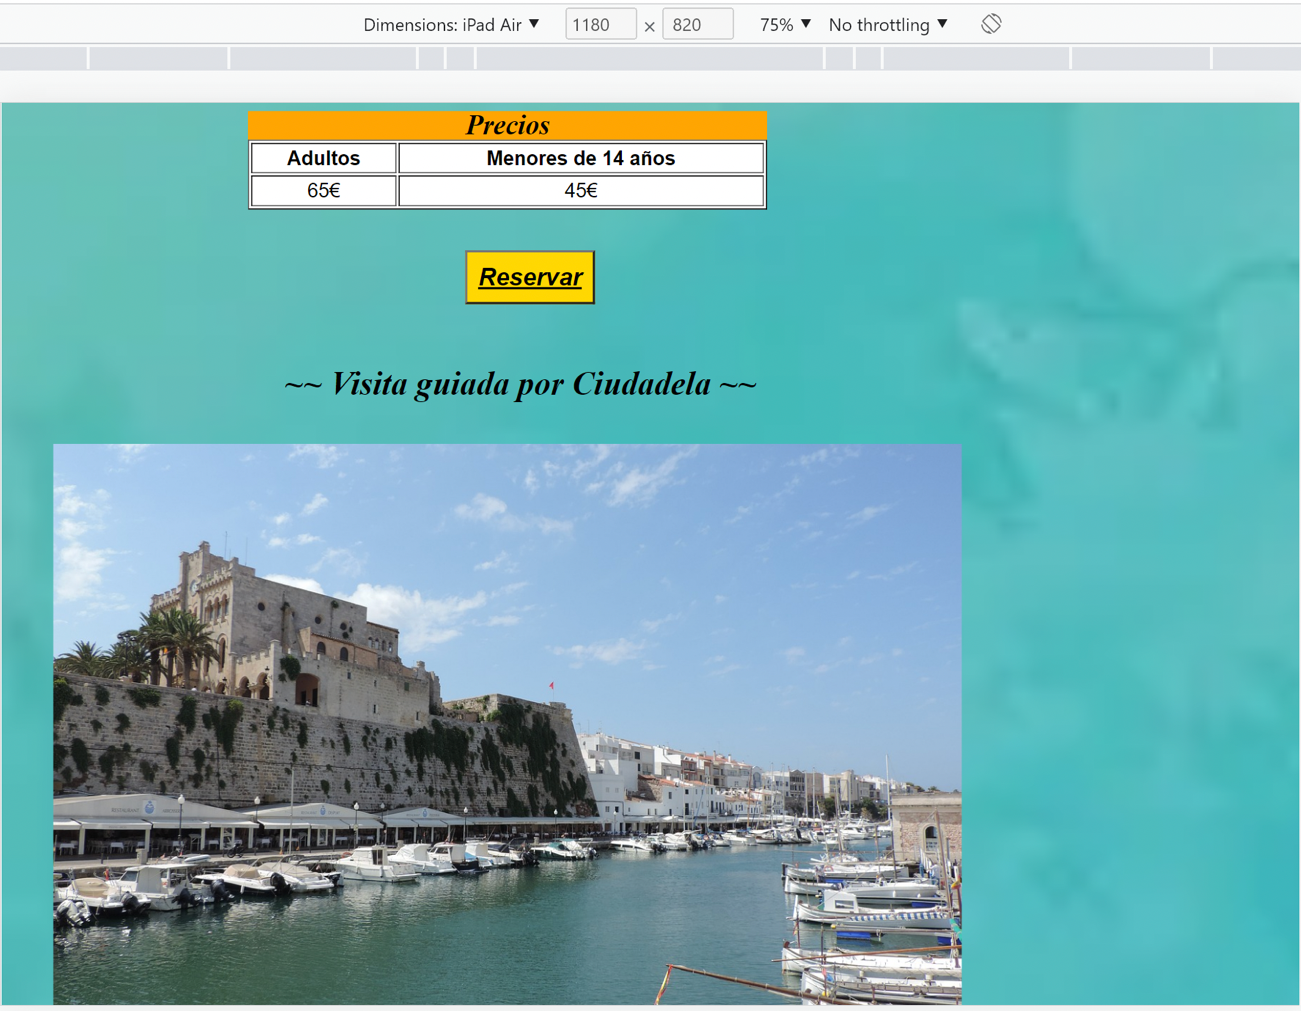 Dimensions: iPad Air ▼ 1180 × 820 75% ▼ No throttling ▼
Precios
Adultos Menores de 14 años
65€ 45€
Reservar
~~ Visita guiada por Ciudadela ~~